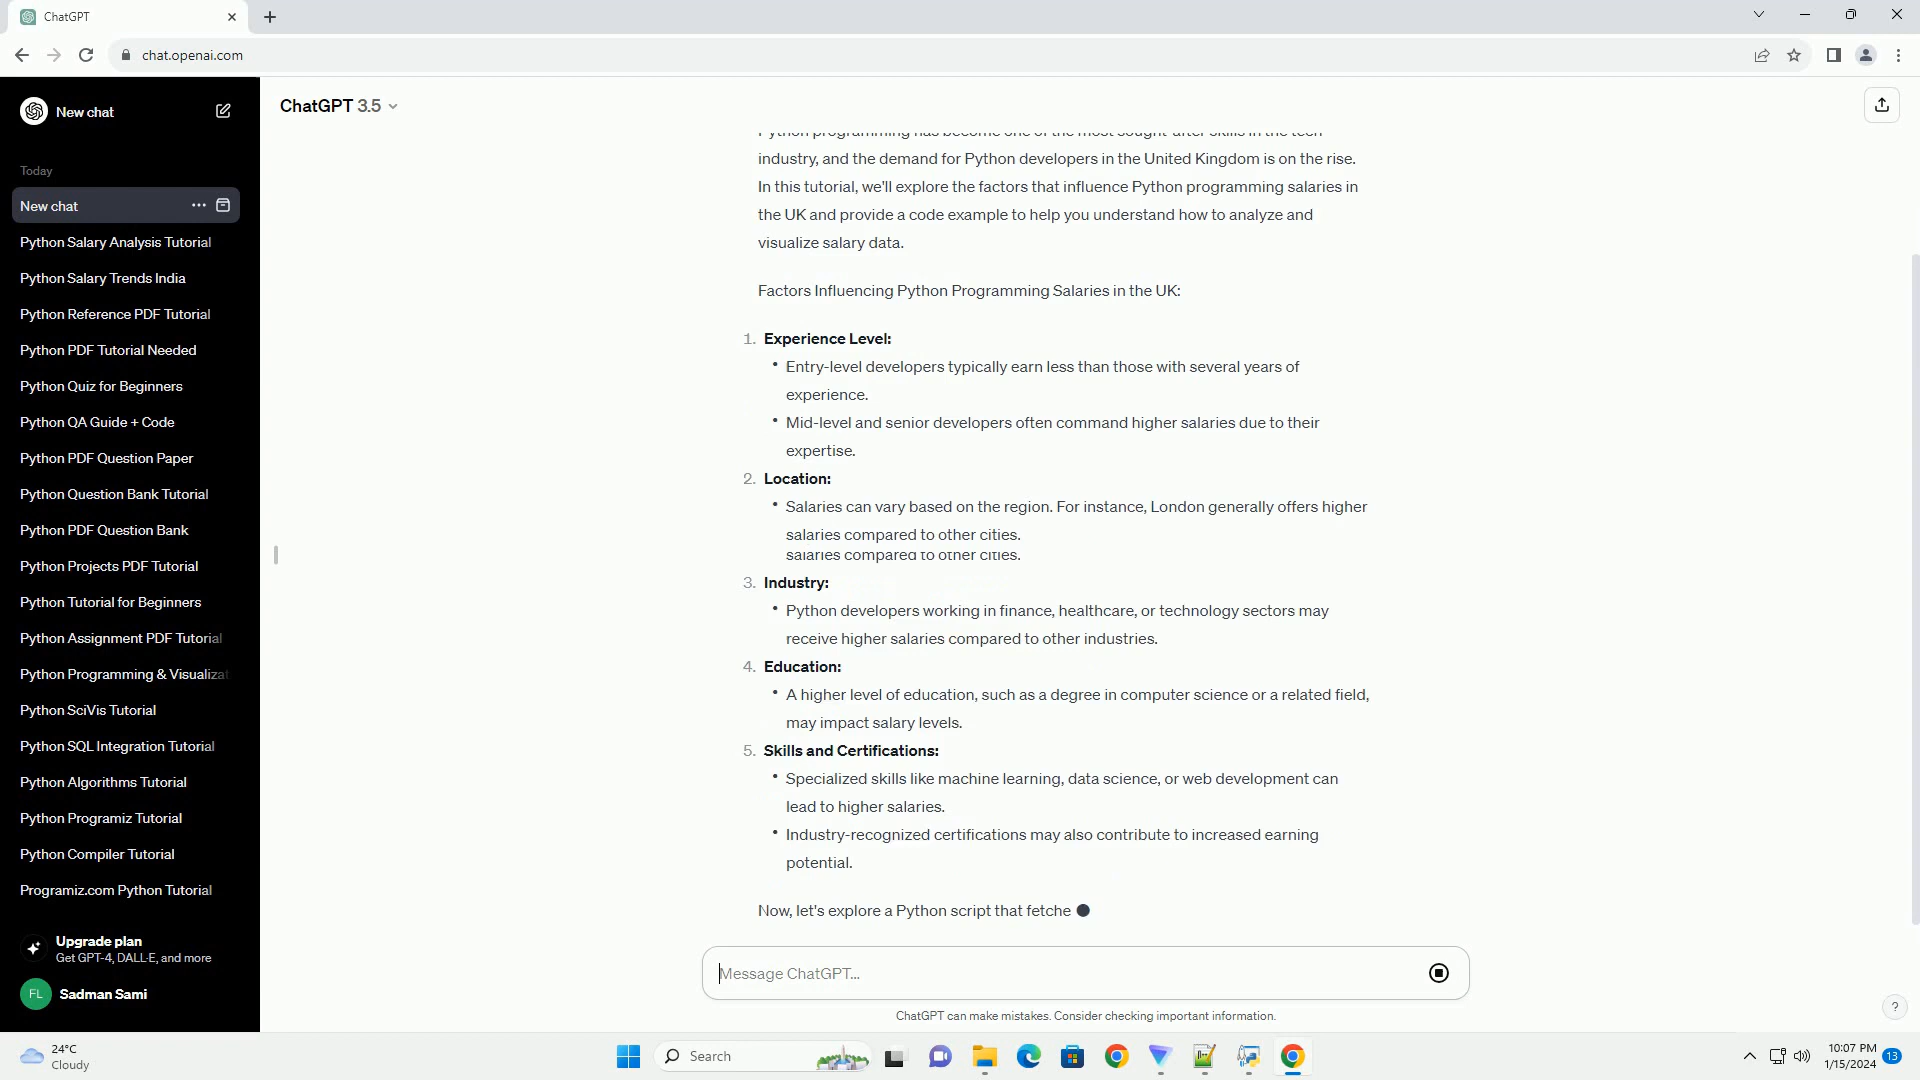 ChatGPT
chat.openai.com
New chat
Today
New chat
Python Salary Analysis Tutorial
Python Salary Trends India
Python Reference PDF Tutorial
Python PDF Tutorial Needed
Python Quiz for Beginners
Python QA Guide + Code
Python PDF Question Paper
Python Question Bank Tutorial
Python PDF Question Bank
Python Projects PDF Tutorial
Python Tutorial for Beginners
Python Assignment PDF Tutorial
Python Programming & Visualizat
Python SciVis Tutorial
Python SQL Integration Tutorial
Python Algorithms Tutorial
Python Programiz Tutorial
Python Compiler Tutorial
Programiz.com Python Tutorial
Upgrade plan
Get GPT-4, DALL·E, and more
FL
Sadman Sami
ChatGPT 3.5
Python programming has become one of the most sought-after skills in the tech
industry, and the demand for Python developers in the United Kingdom is on the rise.
In this tutorial, we'll explore the factors that influence Python programming salaries in
the UK and provide a code example to help you understand how to analyze and
visualize salary data.
Factors Influencing Python Programming Salaries in the UK:
1. Experience Level:
• Entry-level developers typically earn less than those with several years of
experience.
• Mid-level and senior developers often command higher salaries due to their
expertise.
2. Location:
• Salaries can vary based on the region. For instance, London generally offers higher
salaries compared to other cities.
salaries compared to other cities.
3. Industry:
• Python developers working in finance, healthcare, or technology sectors may
receive higher salaries compared to other industries.
4. Education:
• A higher level of education, such as a degree in computer science or a related field,
may impact salary levels.
5. Skills and Certifications:
• Specialized skills like machine learning, data science, or web development can
lead to higher salaries.
• Industry-recognized certifications may also contribute to increased earning
potential.
Now, let's explore a Python script that fetche
Message ChatGPT...
ChatGPT can make mistakes. Consider checking important information.
?
24°C
Cloudy
Search
10:07 PM
1/15/2024
13